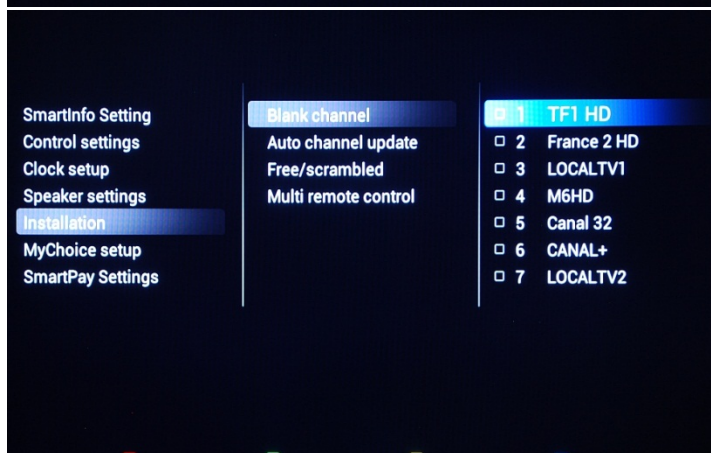 SmartInfo Setting
Control settings
Clock setup
Speaker settings
Installation
MyChoice setup
SmartPay Settings
Blank channel
Auto channel update
Free/scrambled
Multi remote control
1 TF1 HD
2 France 2 HD
3 LOCALTV1
4 M6HD
5 Canal 32
6 CANAL+
7 LOCALTV2